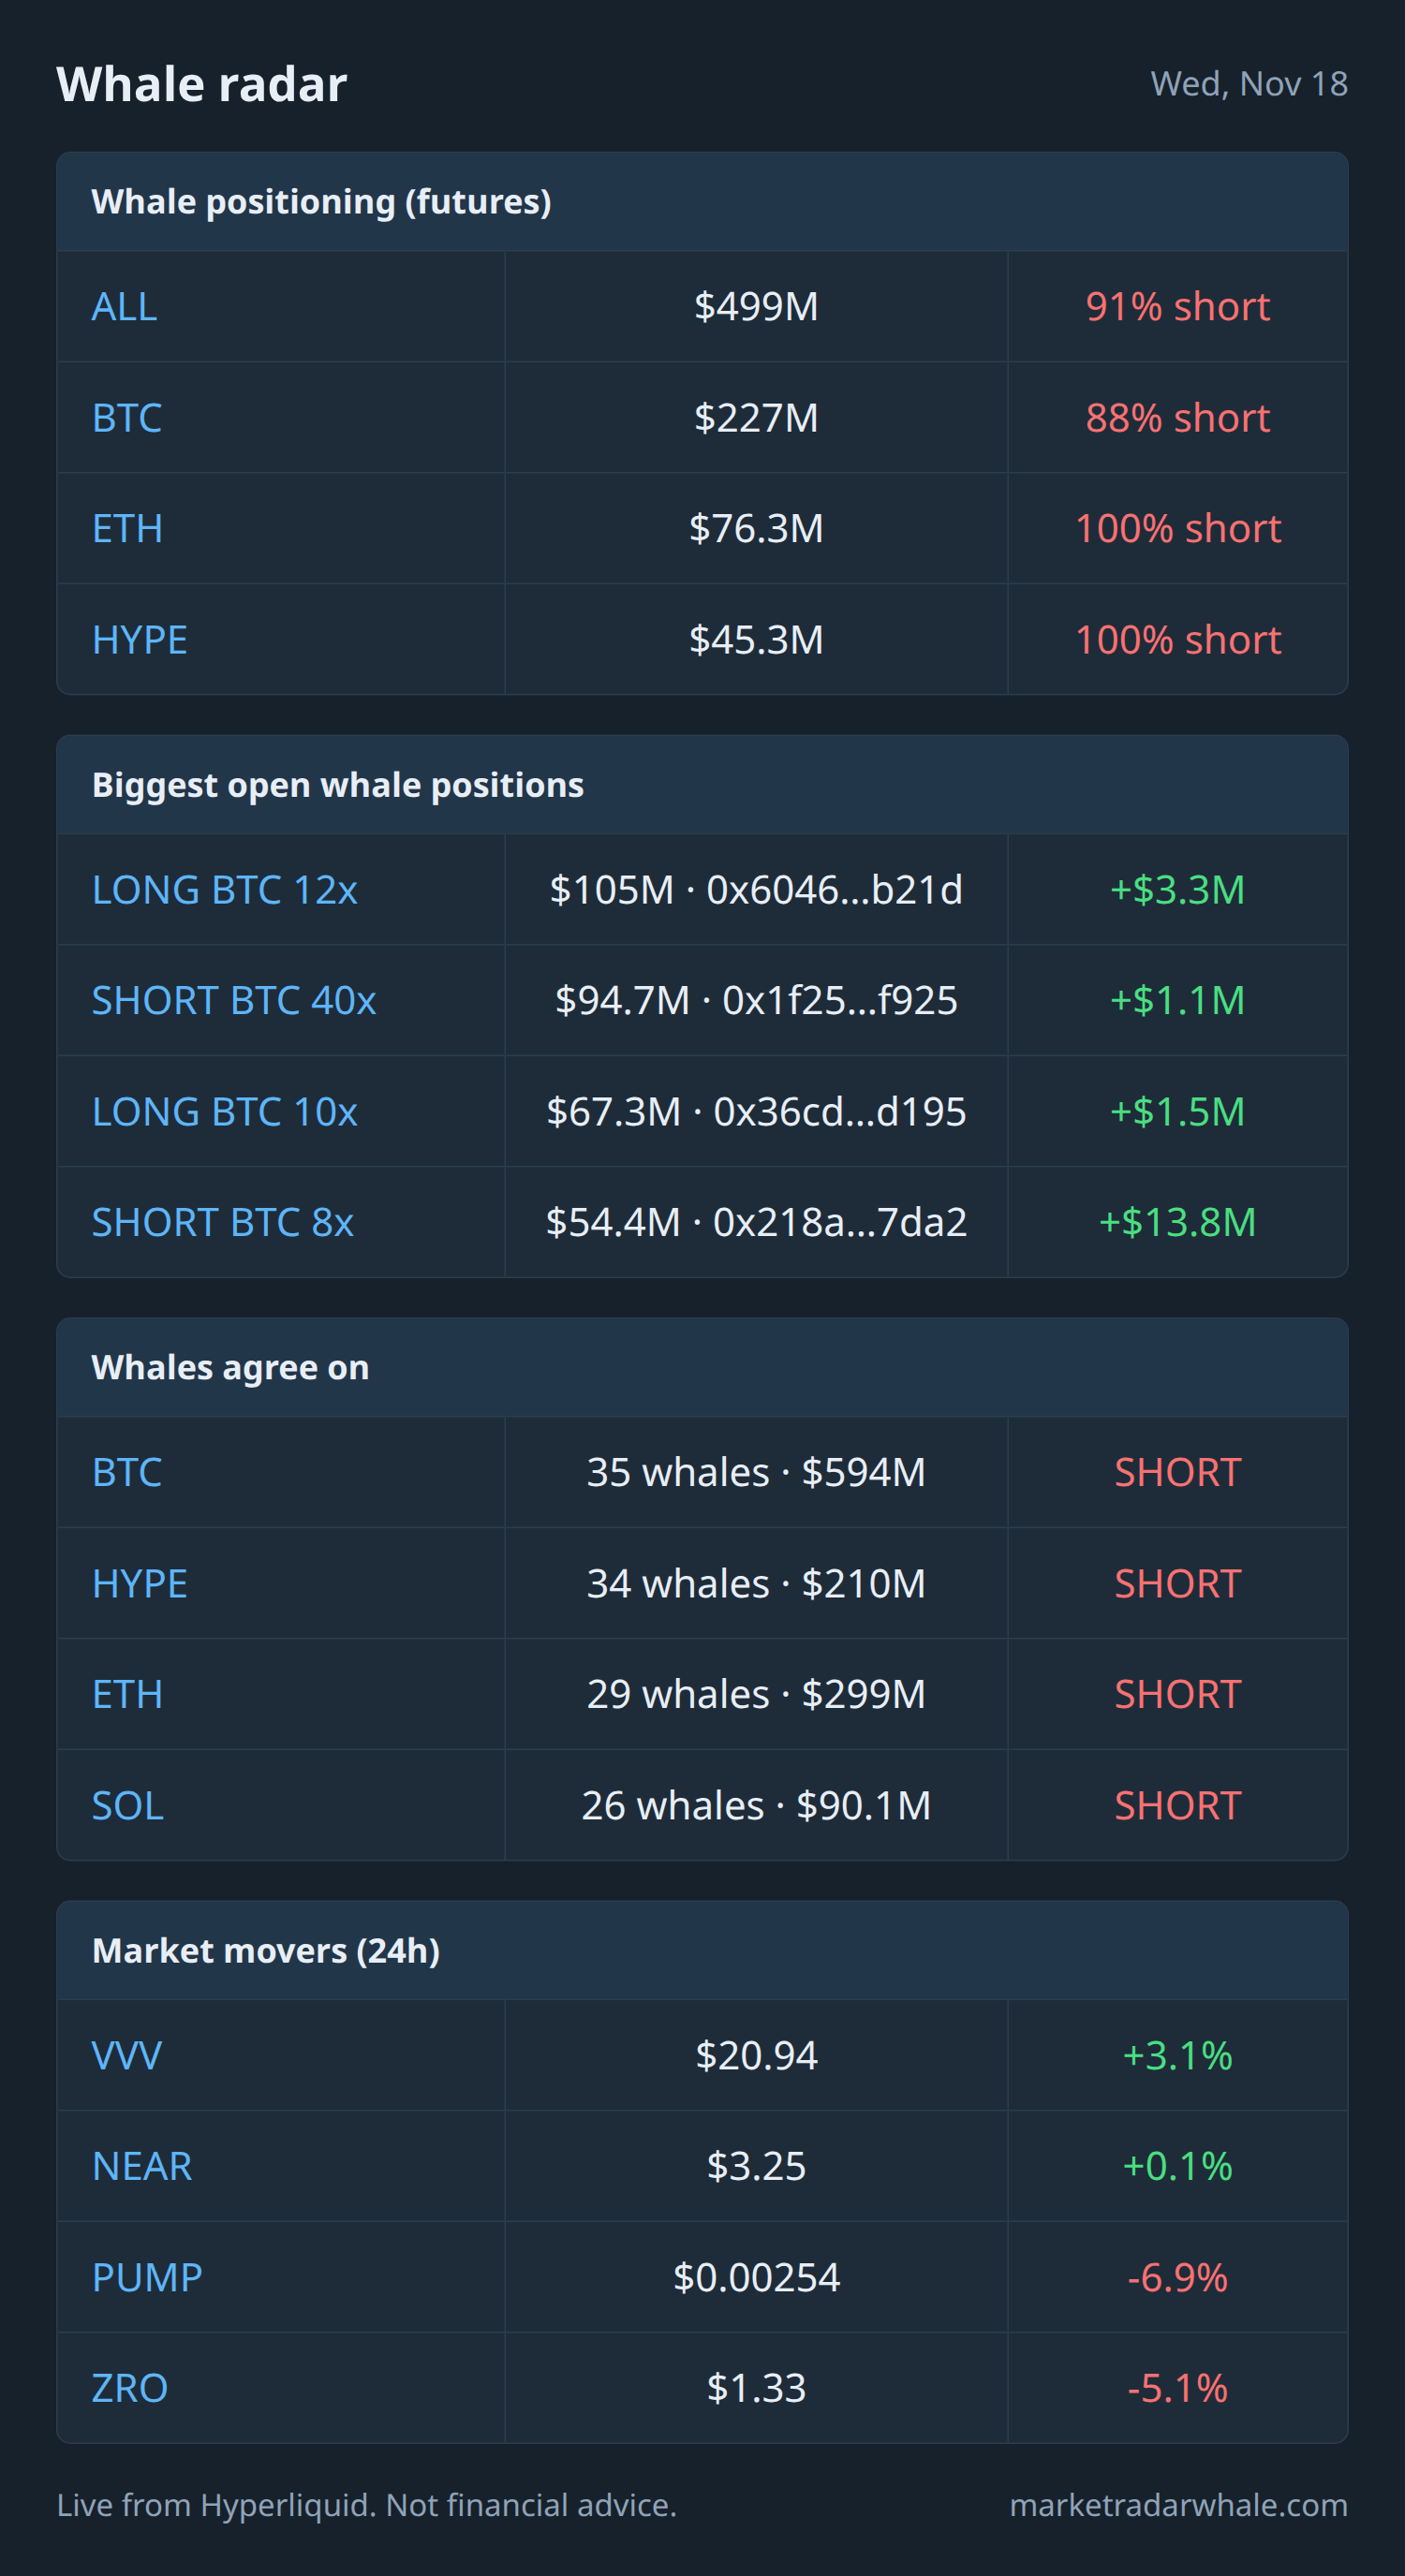 Whale radar
Wed, Nov 18
Whale positioning (futures)
ALL $499M 91% short
BTC $227M 88% short
ETH $76.3M 100% short
HYPE $45.3M 100% short
Biggest open whale positions
LONG BTC 12x $105M · 0x6046…b21d +$3.3M
SHORT BTC 40x $94.7M · 0x1f25…f925 +$1.1M
LONG BTC 10x $67.3M · 0x36cd…d195 +$1.5M
SHORT BTC 8x $54.4M · 0x218a…7da2 +$13.8M
Whales agree on
BTC 35 whales · $594M SHORT
HYPE 34 whales · $210M SHORT
ETH 29 whales · $299M SHORT
SOL 26 whales · $90.1M SHORT
Market movers (24h)
VVV $20.94 +3.1%
NEAR $3.25 +0.1%
PUMP $0.00254 -6.9%
ZRO $1.33 -5.1%
Live from Hyperliquid. Not financial advice.
marketradarwhale.com